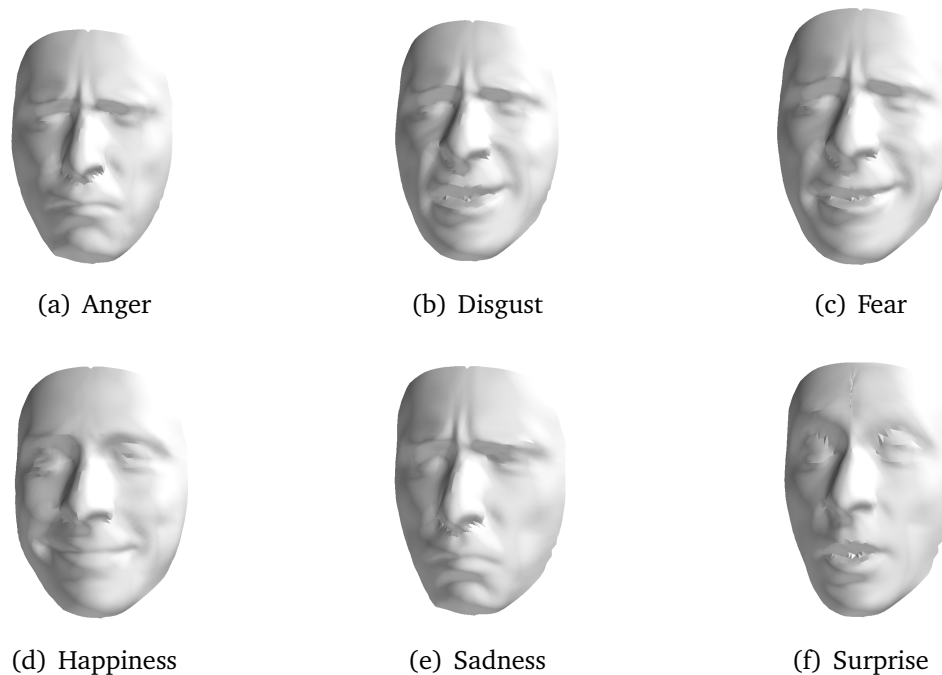 (a) Anger
(b) Disgust
(c) Fear
(d) Happiness
(e) Sadness
(f) Surprise